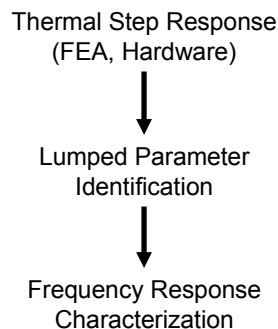 Thermal Step Response
(FEA, Hardware)
Lumped Parameter
Identification
Frequency Response
Characterization